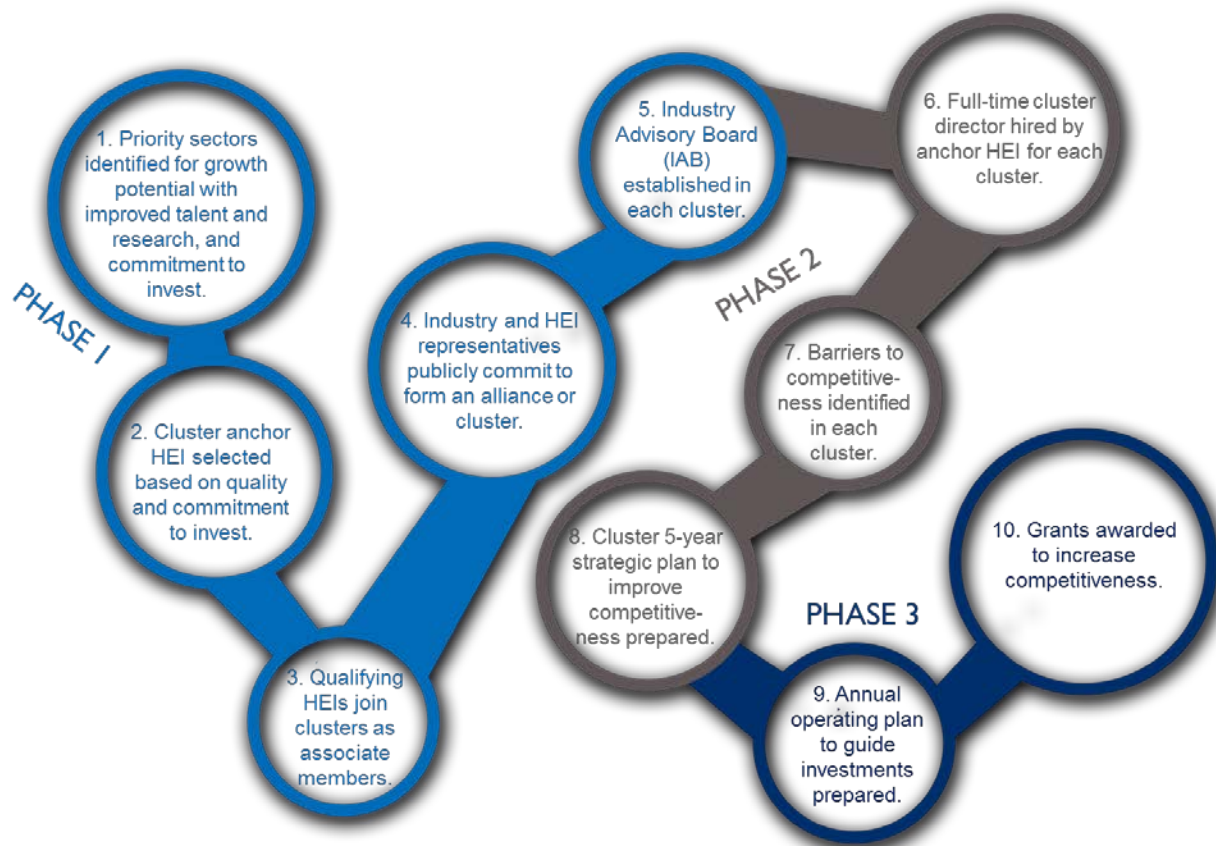 PHASE 1
1. Priority sectors
identified for growth
potential with
improved talent and
research, and
commitment to
invest.
2. Cluster anchor
HEI selected
based on quality
and commitment
to invest.
3. Qualifying
HEIs join
clusters as
associate
members.
4. Industry and HEI
representatives
publicly commit to
form an alliance or
cluster.
5. Industry
Advisory Board
(IAB)
established in
each cluster.
PHASE 2
6. Full-time cluster
director hired by
anchor HEI for each
cluster.
7. Barriers to
competitive-
ness identified
in each
cluster.
8. Cluster 5-year
strategic plan to
improve
competitive-
ness prepared.
PHASE 3
9. Annual
operating plan
to guide
investments
prepared.
10. Grants awarded
to increase
competitiveness.